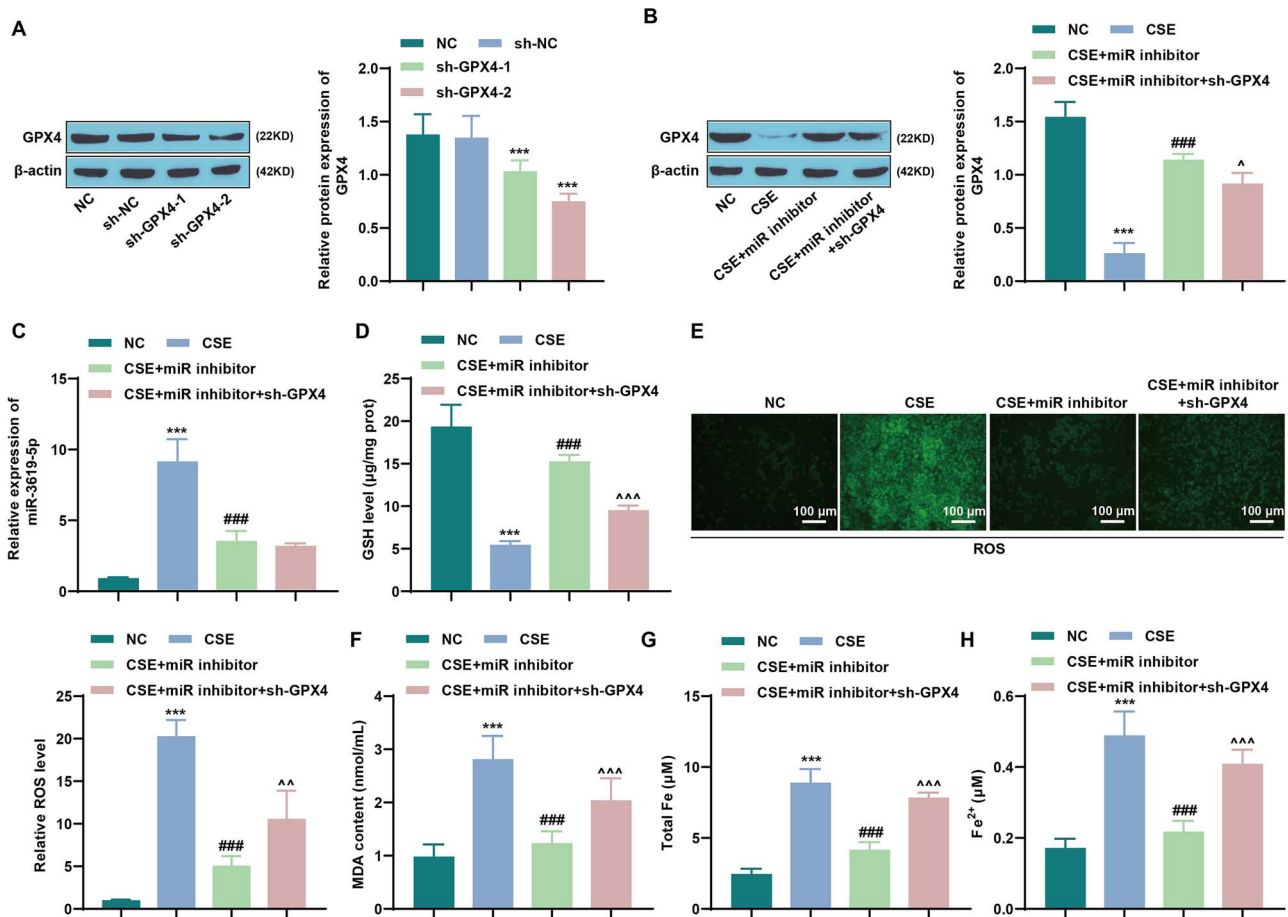 A
NC
sh-NC
sh-GPX4-1
sh-GPX4-2
GPX4
(22KD)
β-actin
(42KD)
NC
sh-NC
sh-GPX4-1
sh-GPX4-2
Relative protein expression of
GPX4
2.0
1.5
1.0
0.5
0.0
***
***
B
NC
CSE
CSE+miR inhibitor
CSE+miR inhibitor+sh-GPX4
GPX4
(22KD)
β-actin
(42KD)
NC
CSE
CSE+miR inhibitor
CSE+miR inhibitor
+sh-GPX4
Relative protein expression of
GPX4
2.0
1.5
1.0
0.5
0.0
***
###
^
C
NC
CSE
CSE+miR inhibitor
CSE+miR inhibitor+sh-GPX4
Relative expression of
miR-3619-5p
15
10
5
0
***
###
D
NC
CSE
CSE+miR inhibitor
CSE+miR inhibitor+sh-GPX4
GSH level (μg/mg prot)
25
20
15
10
5
0
***
###
^^^
E
NC
CSE
CSE+miR inhibitor
CSE+miR inhibitor
+sh-GPX4
100 μm
100 μm
100 μm
100 μm
ROS
NC
CSE
CSE+miR inhibitor
CSE+miR inhibitor+sh-GPX4
Relative ROS level
25
20
15
10
5
0
***
###
^^
F
NC
CSE
CSE+miR inhibitor
CSE+miR inhibitor+sh-GPX4
MDA content (nmol/mL)
4
3
2
1
0
***
###
^^^
G
NC
CSE
CSE+miR inhibitor
CSE+miR inhibitor+sh-GPX4
Total Fe (μM)
15
10
5
0
***
###
^^^
H
NC
CSE
CSE+miR inhibitor
CSE+miR inhibitor+sh-GPX4
Fe²⁺ (μM)
0.6
0.4
0.2
0.0
***
###
^^^